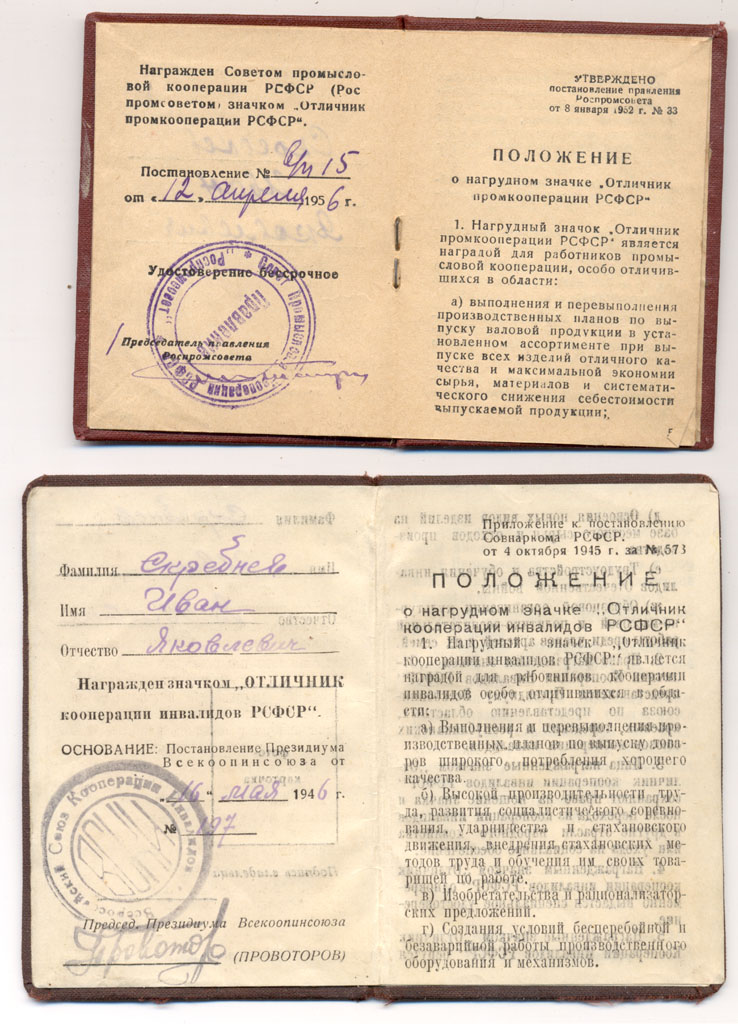 Награжден Советом промысло-
вой кооперации РСФСР (Рос
промсоветом) значком „Отличник
промкооперации РСФСР“.
Постановление № 15
от „12„ апреля 1956 г.
Удостоверение бессрочное
Председатель правления
Роспромсовета
УТВЕРЖДЕНО
постановление правления
Роспромсовета
от 8 января 1952 г. № 33
ПОЛОЖЕНИЕ
о нагрудном значке „Отличник
промкооперации РСФСР“
1. Нагрудный значок „Отличник
промкооперации РСФСР“ является
наградой для работников промы-
словой кооперации, особо отличив-
шихся в области:
а) выполнения и перевыполнения
производственных планов по вы-
пуску валовой продукции в уста-
новленном ассортименте при вы-
пуске всех изделий отличного ка-
чества и максимальной экономии
сырья, материалов и системати-
ческого снижения себестоимости
выпускаемой продукции;
Фамилия Скребнев
Имя Иван
Отчество Яковлевич
Награжден значком „ОТЛИЧНИК
кооперации инвалидов РСФСР“.
ОСНОВАНИЕ: Постановление Президиума
Всекоопинсоюза от
„16“ мая 1946 г.
№ 197
Всерос-ийский Союз Кооперации Инвалидов
Председ. Президиума Всекоопинсоюза
(ПРОВОТОРОВ)
Приложение к постановлению
Совнаркома РСФСР.
от 4 октября 1945 г. за № 573
ПОЛОЖЕНИЕ
о нагрудном значке „Отличник
кооперации инвалидов РСФСР“
1. Нагрудный значек „Отличник
кооперации инвалидов РСФСР“ является
наградой для работников кооперации
инвалидов особо отличившихся в обла-
сти:
а) Выполнения и перевыполнения про-
изводственных планов по выпуску това-
ров широкого потребления хорошего
качества.
б) Высокой производительности тру-
да, развития социалистического соревно-
вания, ударничества и стахановского
движения, внедрения стахановских ме-
тодов труда и обучения им своих това-
рищей по работе.
в) Изобретательства и рационализатор-
ских предложений.
г) Создания условий бесперебойной и
безаварийной работы производственного
оборудования и механизмов.